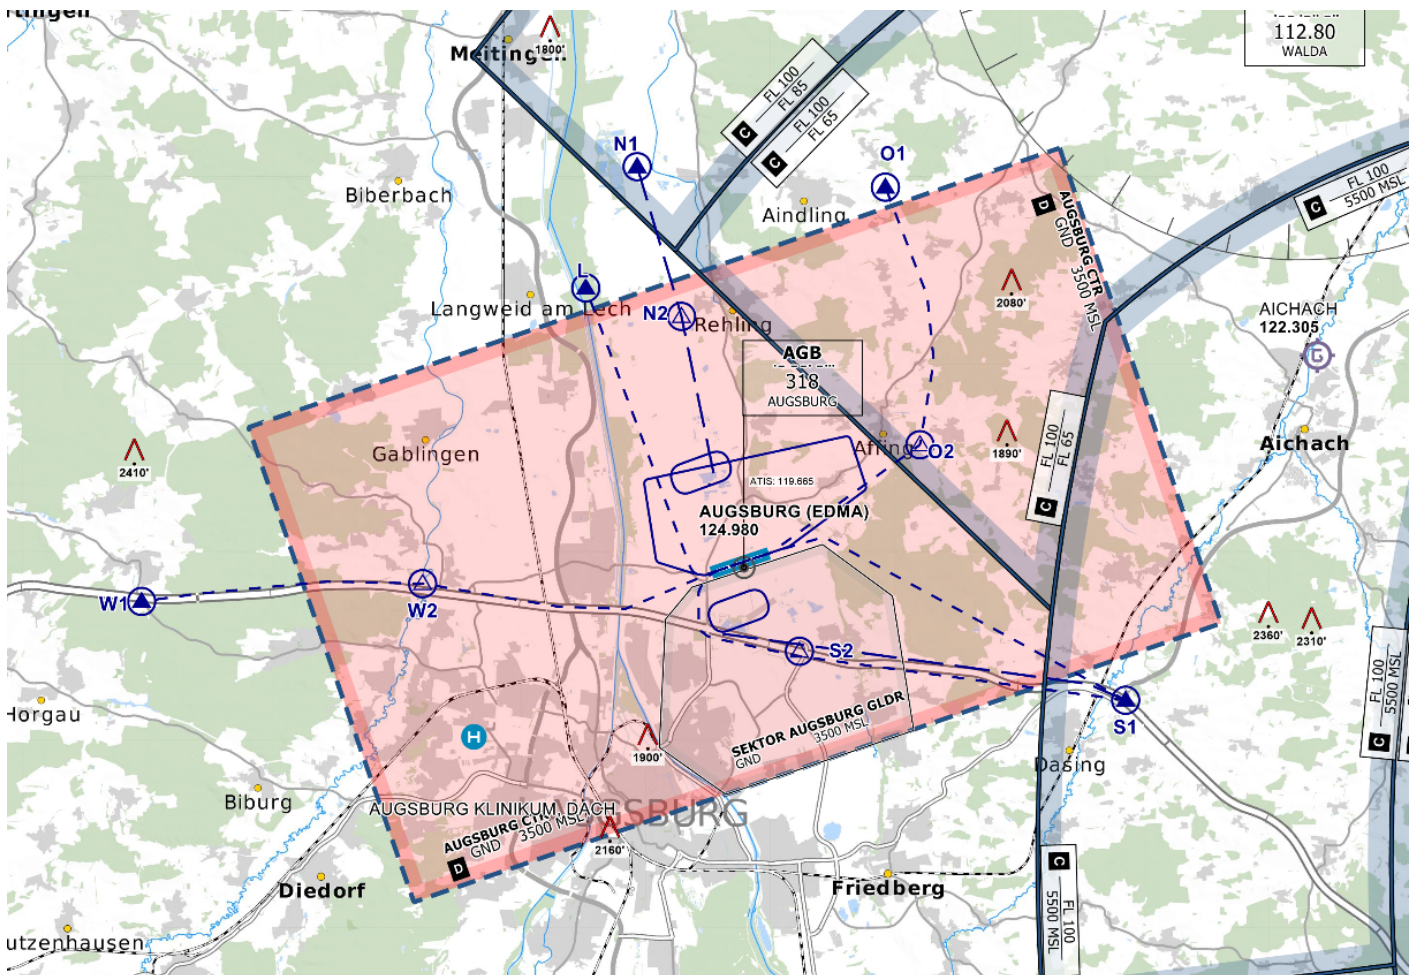 Meitingen
1800'
112.80
WALDA
C
FL 100
FL 85
C
FL 100
FL 65
N1
O1
Biberbach
Aindling
C
FL 100
5500 MSL
D
AUGSBURG CTR
GND
3500 MSL
L
Langweid am Lech
N2
Rehling
2080'
AICHACH
122.305
G
AGB
318
AUGSBURG
2410'
Gablingen
Affing
O2
1890'
C
FL 100
FL 65
Aichach
ATIS: 119.665
AUGSBURG (EDMA)
124.980
W1
W2
S2
2360'
2310'
C
FL 100
5500 MSL
C
S1
Horgau
H
1900'
SEKTOR AUGSBURG GLDR
GND
3500 MSL
Dasing
Biburg
AUGSBURG KLINIKUM, DACH
AUGSBURG
D
AUGSBURG CTR
GND
3500 MSL
2160'
Diedorf
Friedberg
C
FL 100
5500 MSL
utzenhausen